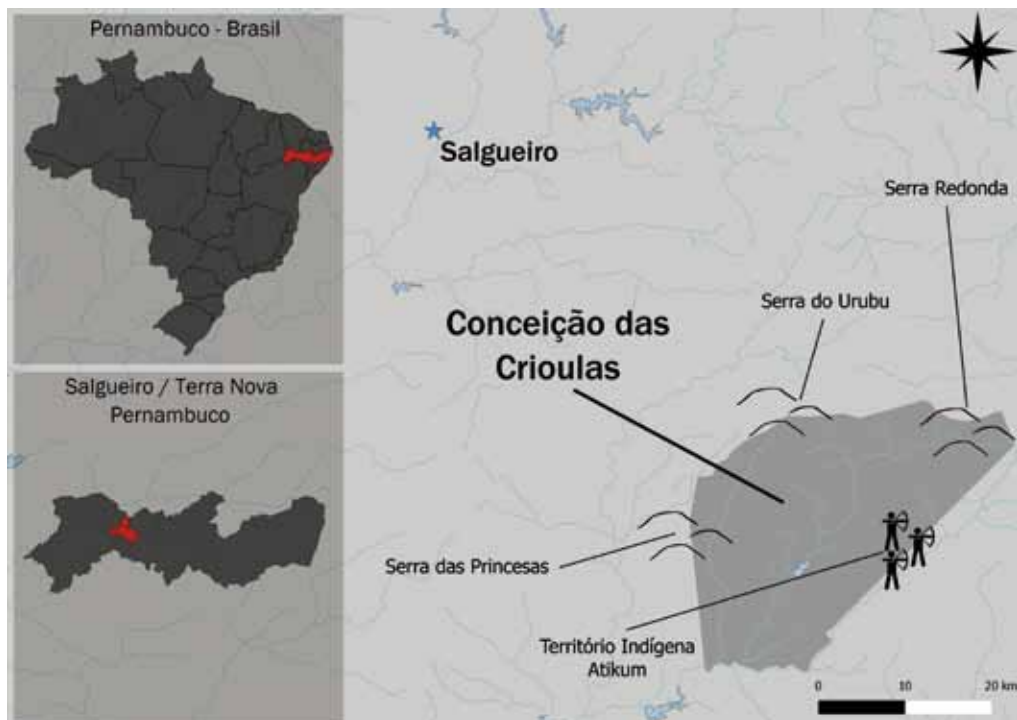 Pernambuco - Brasil
Salgueiro / Terra Nova
Pernambuco
Salgueiro
Serra Redonda
Serra do Urubu
Conceição das
Crioulas
Serra das Princesas
Território Indígena
Atikum
0 10 20 km